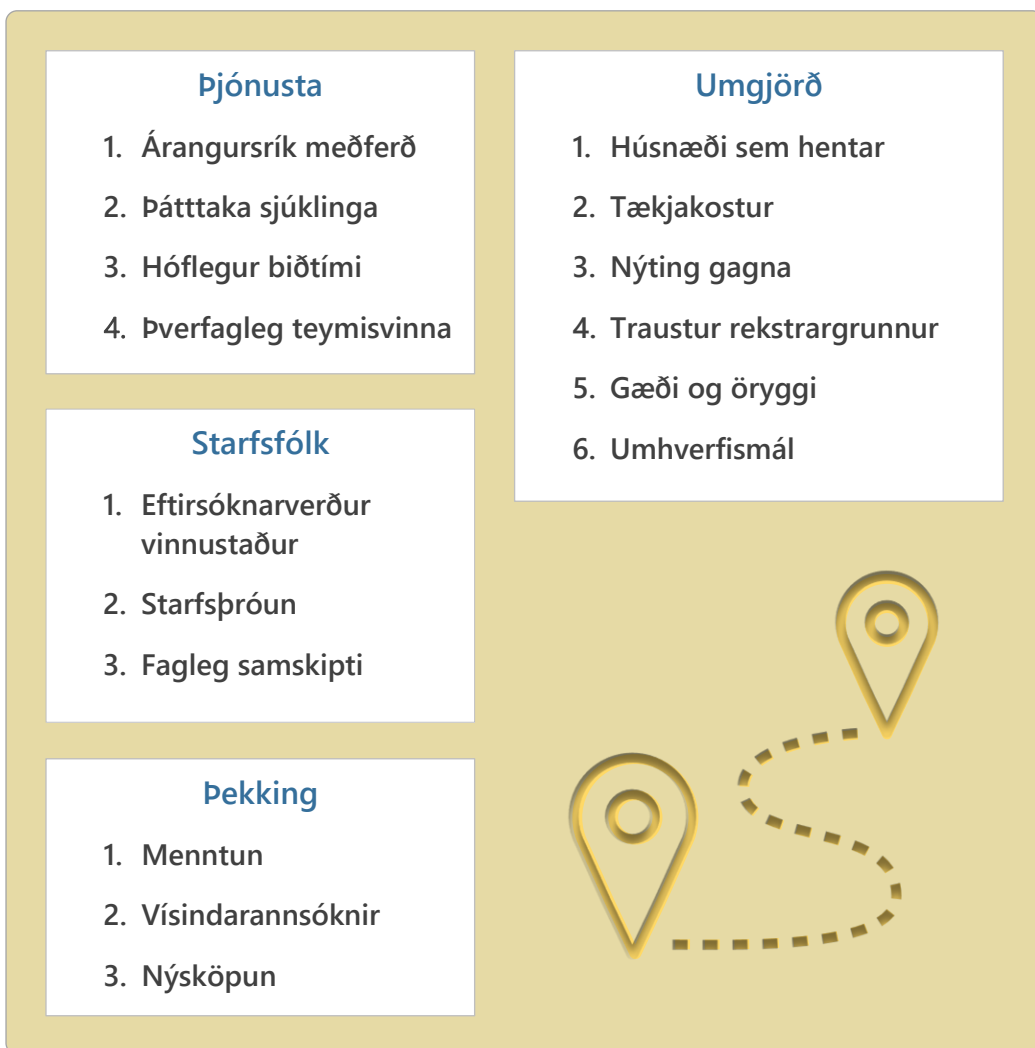 Þjónusta
1. Árangursrík meðferð
2. Þátttaka sjúklinga
3. Hóflegur biðtími
4. Þverfagleg teymisvinna
Starfsfólk
1. Eftirsóknarverður
vinnustaður
2. Starfsþróun
3. Fagleg samskipti
Þekking
1. Menntun
2. Vísindarannsóknir
3. Nýsköpun
Umgjörð
1. Húsnæði sem hentar
2. Tækjakostur
3. Nýting gagna
4. Traustur rekstrargrunnur
5. Gæði og öryggi
6. Umhverfismál